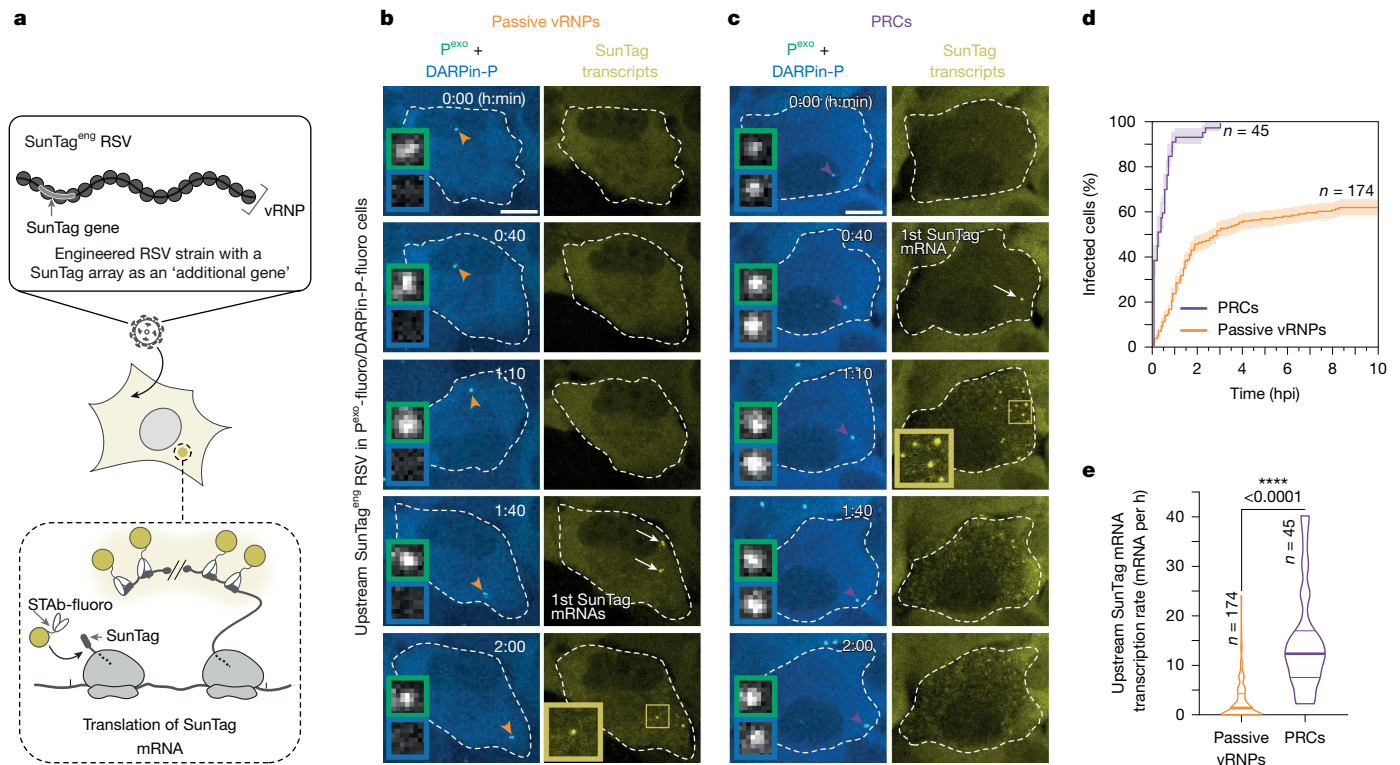 a
SunTag^eng RSV
vRNP
SunTag gene
Engineered RSV strain with a
SunTag array as an ‘additional gene’
STAb-fluoro
SunTag
Translation of SunTag
mRNA
b
Passive vRNPs
P^exo +
DARPin-P
SunTag
transcripts
Upstream SunTag^eng RSV in P^exo-fluoro/DARPin-P-fluoro cells
0:00 (h:min)
0:40
1:10
1:40
1st SunTag
mRNAs
2:00
c
PRCs
P^exo +
DARPin-P
SunTag
transcripts
0:00 (h:min)
0:40
1st SunTag
mRNA
1:10
1:40
2:00
d
Infected cells (%)
100
80
60
40
20
0
n = 45
n = 174
PRCs
Passive vRNPs
0 2 4 6 8 10
Time (hpi)
e
Upstream SunTag mRNA
transcription rate (mRNA per h)
****
<0.0001
40
30
20
10
0
n = 174
n = 45
Passive
vRNPs
PRCs